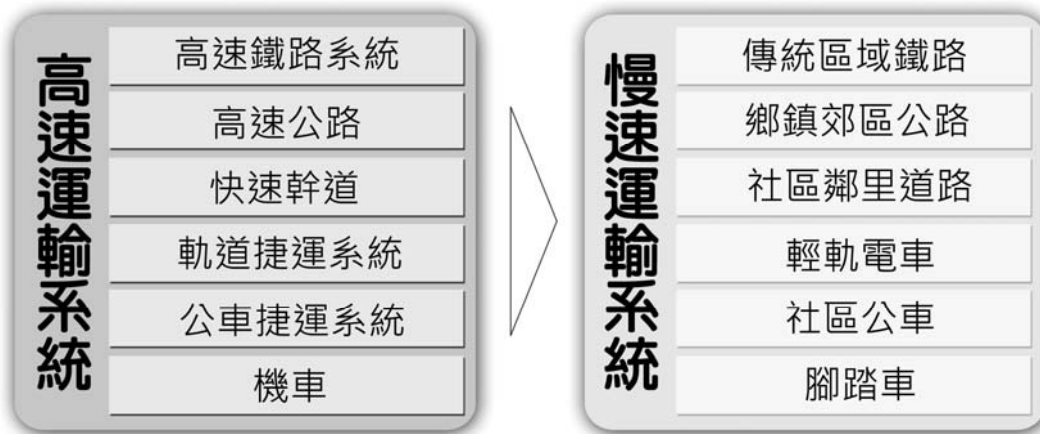 高速運輸系統
高速鐵路系統
高速公路
快速幹道
軌道捷運系統
公車捷運系統
機車
慢速運輸系統
傳統區域鐵路
鄉鎮郊區公路
社區鄰里道路
輕軌電車
社區公車
腳踏車